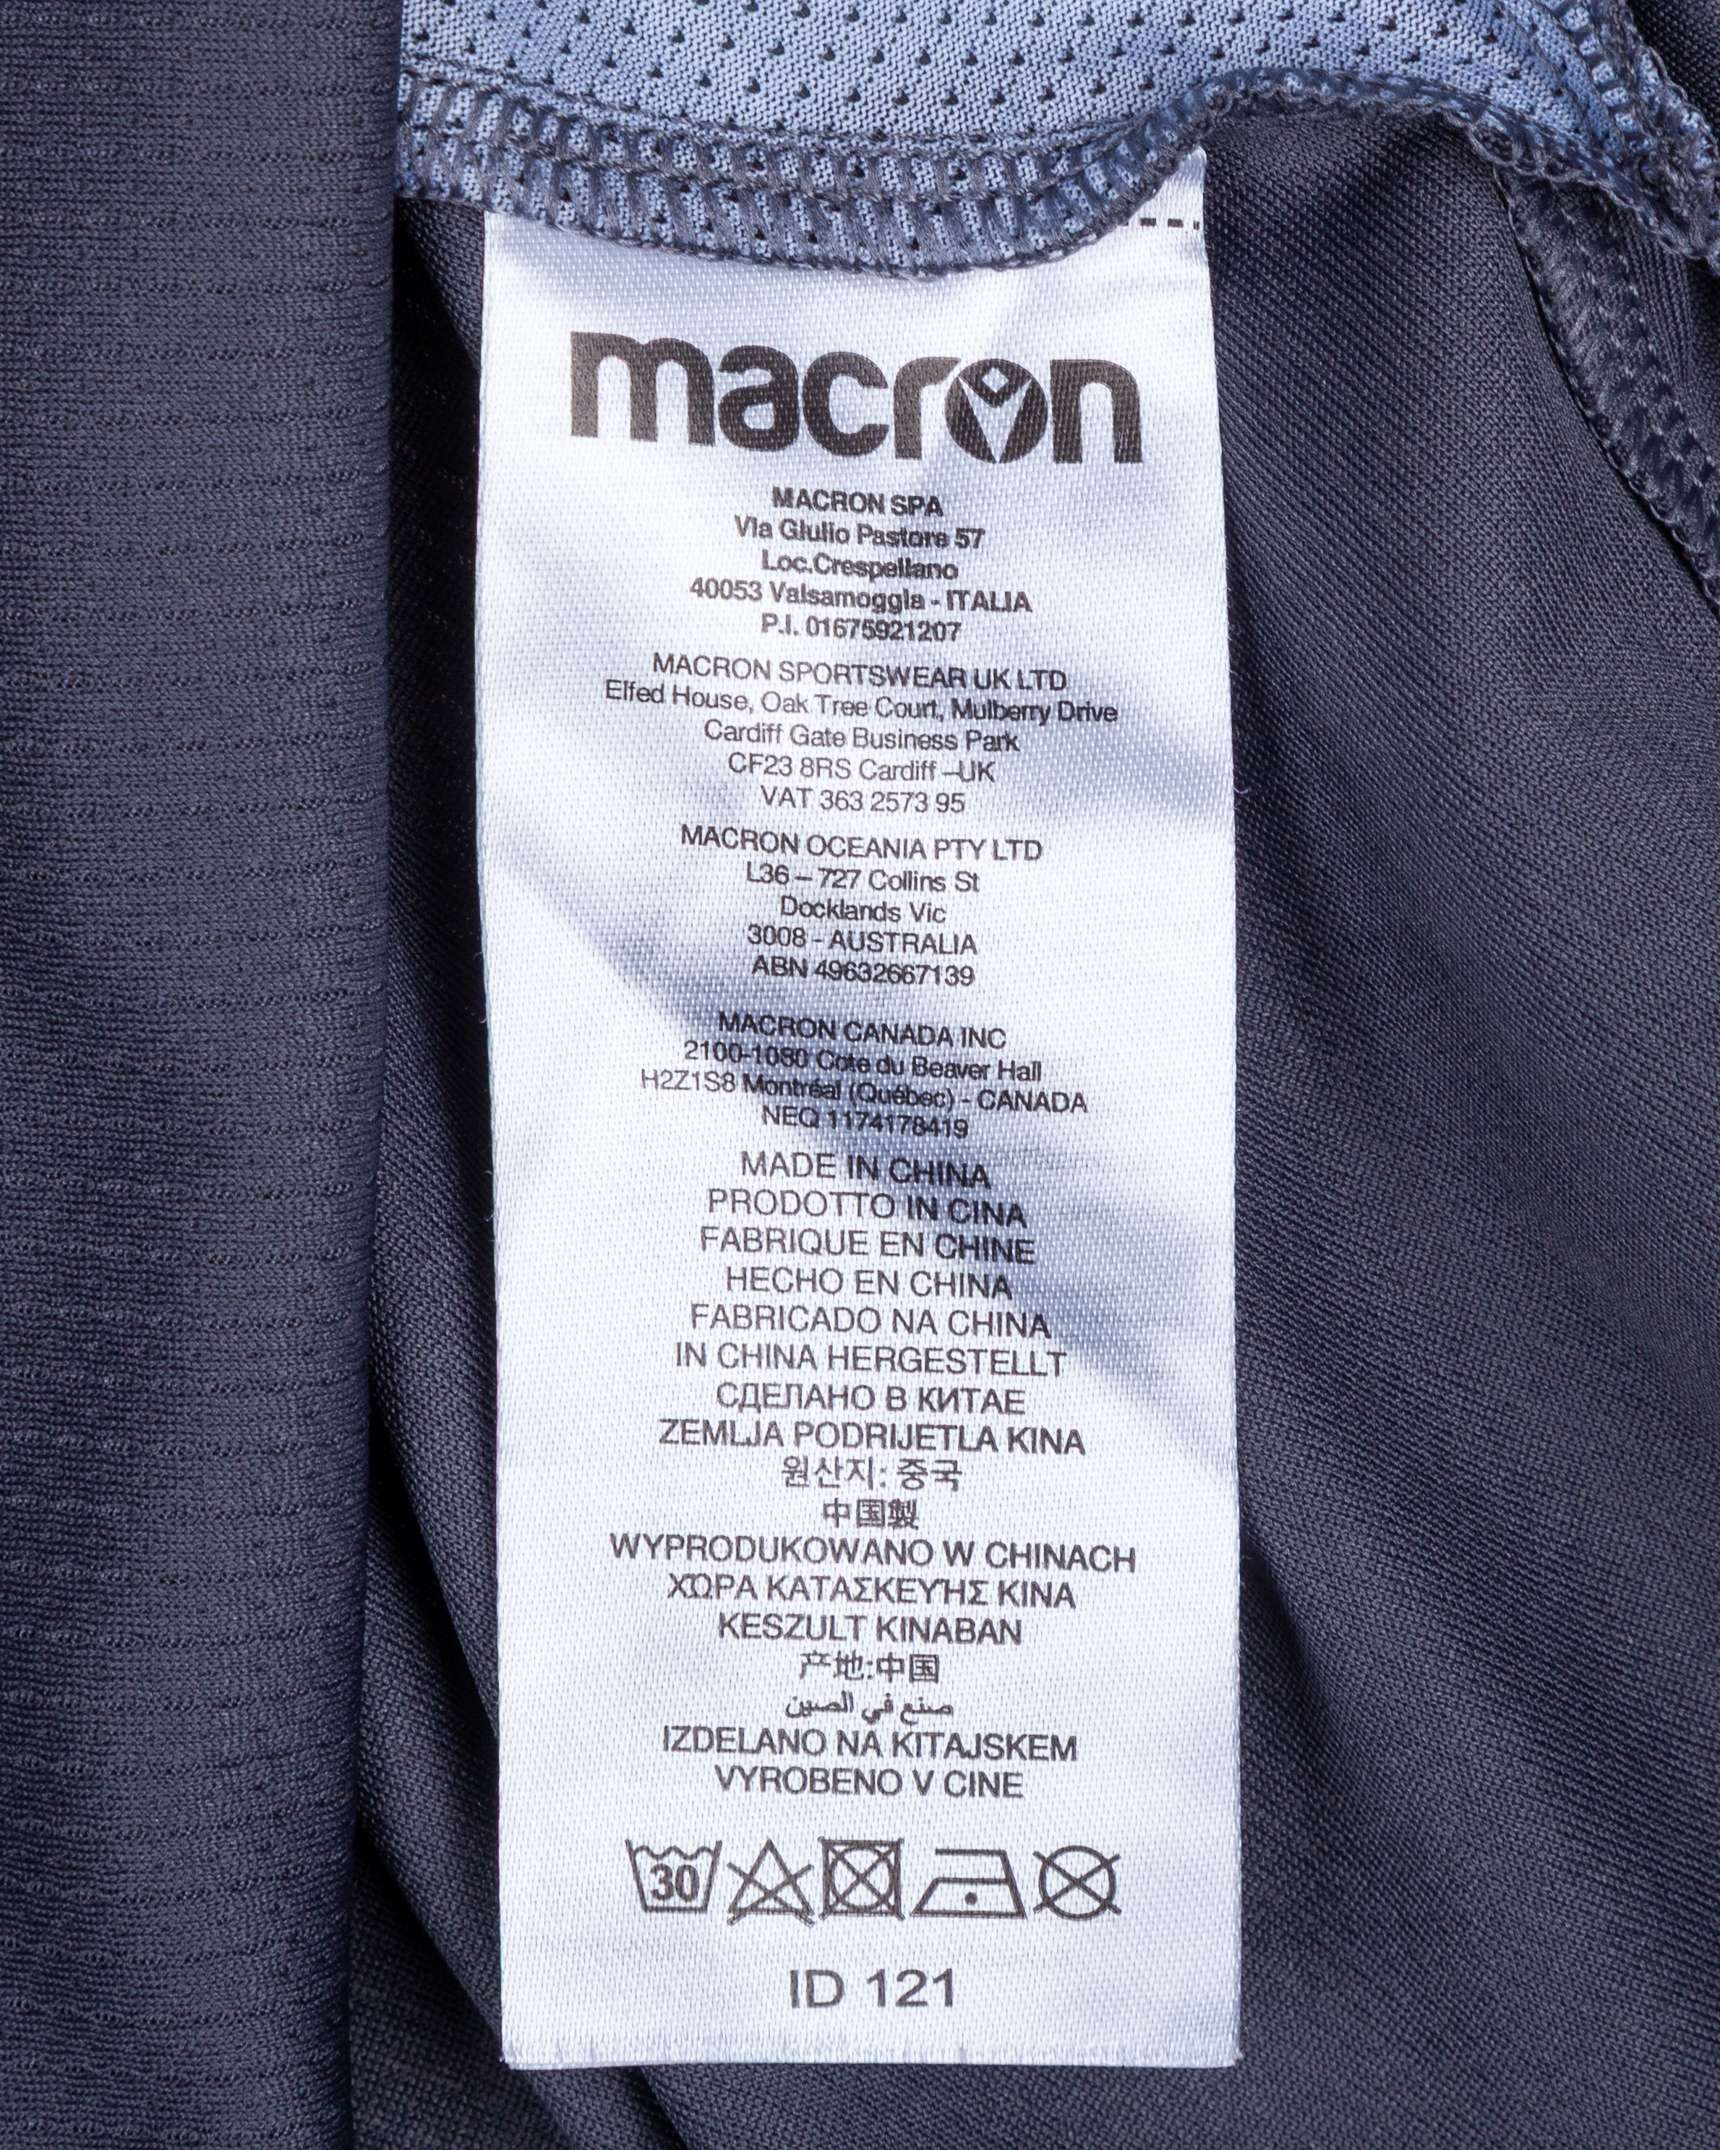 macron
MACRON SPA
Via Giulio Pastore 57
Loc.Crespellano
40053 Valsamoggia - ITALIA
P.I. 01675921207
MACRON SPORTSWEAR UK LTD
Elfed House, Oak Tree Court, Mulberry Drive
Cardiff Gate Business Park
CF23 8RS Cardiff –UK
VAT 363 2573 95
MACRON OCEANIA PTY LTD
L36 – 727 Collins St
Docklands Vic
3008 - AUSTRALIA
ABN 49632667139
MACRON CANADA INC
2100-1080 Cote du Beaver Hall
H2Z1S8 Montréal (Québec) - CANADA
NEQ 1174178419
MADE IN CHINA
PRODOTTO IN CINA
FABRIQUE EN CHINE
HECHO EN CHINA
FABRICADO NA CHINA
IN CHINA HERGESTELLT
СДЕЛАНО В КИТАЕ
ZEMLJA PODRIJETLA KINA
원산지: 중국
中国製
WYPRODUKOWANO W CHINACH
ΧΩΡΑ ΚΑΤΑΣΚΕΥΉΣ ΚΙΝΑ
KESZULT KINABAN
产地:中国
صنع في الصين
IZDELANO NA KITAJSKEM
VYROBENO V CINE
30
ID 121